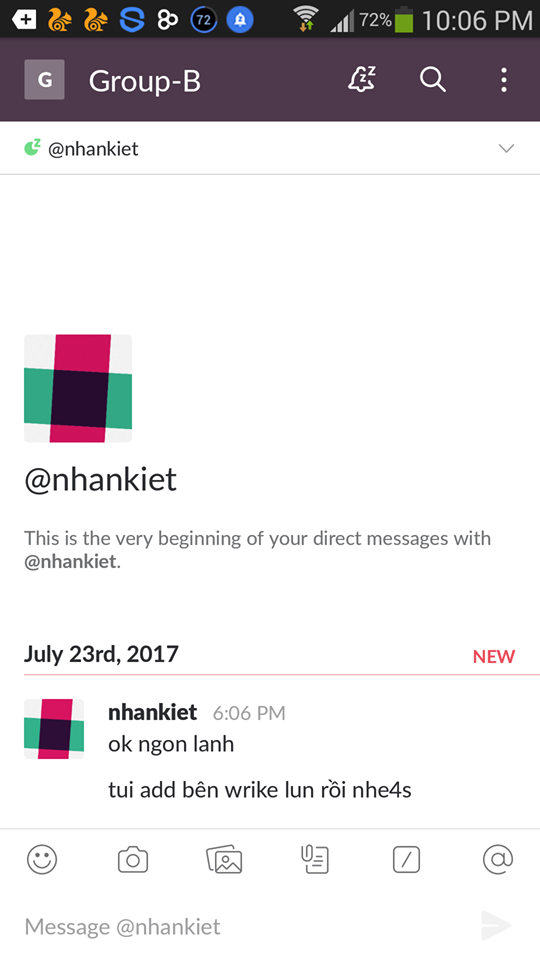 72
72%
10:06 PM
G
Group-B
@nhankiet
@nhankiet
This is the very beginning of your direct messages with
@nhankiet.
July 23rd, 2017
NEW
nhankiet 6:06 PM
ok ngon lanh
tui add bên wrike lun rồi nhe4s
Message @nhankiet